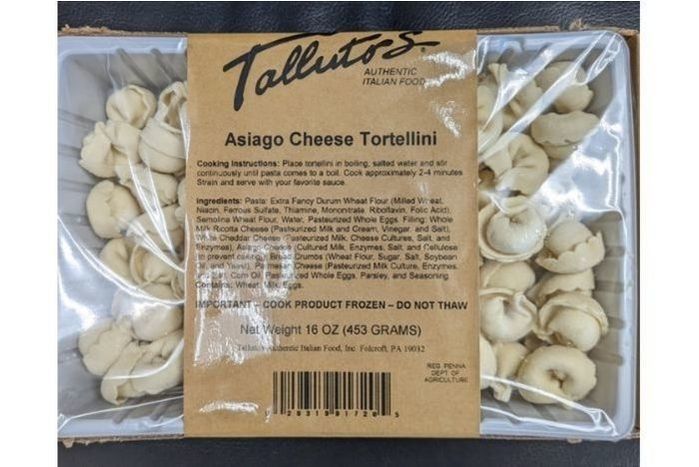 Tallutos
AUTHENTIC
ITALIAN FOOD
Asiago Cheese Tortellini
Cooking Instructions: Place tortellini in boiling, salted water and stir
continuously until pasta comes to a boil. Cook approximately 2-4 minutes
Strain and serve with your favorite sauce.
Ingredients: Pasta: Extra Fancy Durum Wheat Flour (Milled Wheat,
Niacin, Ferrous Sulfate, Thiamine, Mononitrate, Riboflavin, Folic Acid),
Semolina Wheat Flour, Water, Pasteurized Whole Eggs. Filling: Whole
Milk Ricotta Cheese (Pasteurized Milk and Cream, Vinegar, and Salt),
White Cheddar Cheese (Pasteurized Milk, Cheese Cultures, Salt, and
Enzymes), Asiago Cheese (Cultured Milk, Enzymes, Salt, and Cellulose
to prevent caking), Bread Crumbs (Wheat Flour, Sugar, Salt, Soybean
Oil, and Yeast), Parmesan Cheese (Pasteurized Milk Culture, Enzymes,
Salt, Corn Oil, Pasteurized Whole Eggs, Parsley, and Seasoning.
Contains: Wheat, Milk, Eggs.
IMPORTANT – COOK PRODUCT FROZEN – DO NOT THAW
Net Weight 16 OZ (453 GRAMS)
Tallutos Authentic Italian Food, Inc. Folcroft, PA 19032
REG PENNA
DEPT OF
AGRICULTURE
28319 91720 5